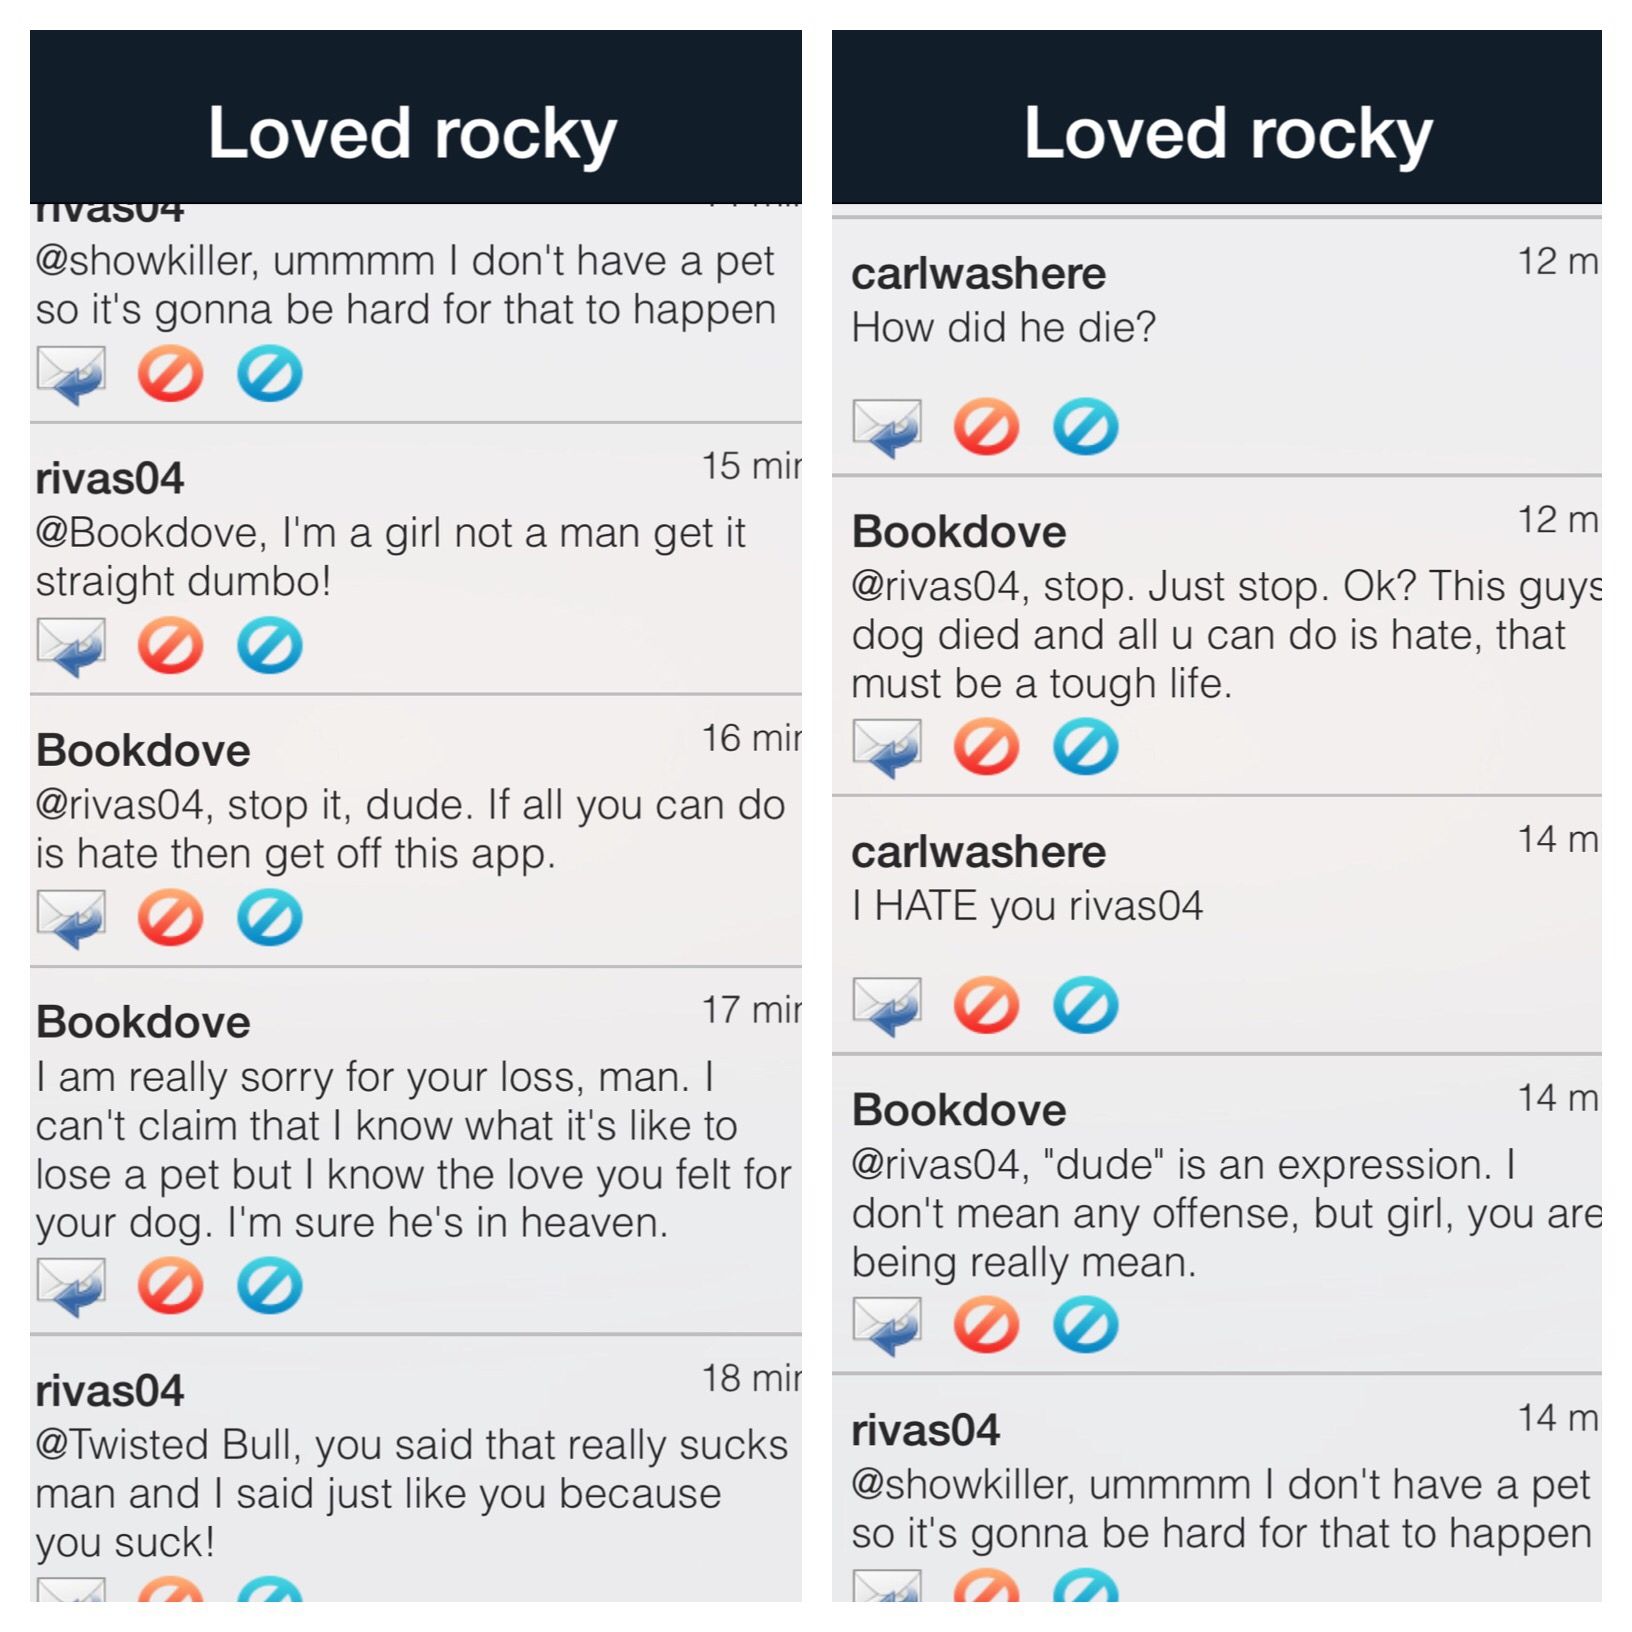 Loved rocky
rivas04
@showkiller, ummmm I don't have a pet
so it's gonna be hard for that to happen
rivas04
15 min
@Bookdove, I'm a girl not a man get it
straight dumbo!
Bookdove
16 min
@rivas04, stop it, dude. If all you can do
is hate then get off this app.
Bookdove
17 min
I am really sorry for your loss, man. I
can't claim that I know what it's like to
lose a pet but I know the love you felt for
your dog. I'm sure he's in heaven.
rivas04
18 min
@Twisted Bull, you said that really sucks
man and I said just like you because
you suck!
Loved rocky
carlwashere
12 m
How did he die?
Bookdove
12 m
@rivas04, stop. Just stop. Ok? This guys
dog died and all u can do is hate, that
must be a tough life.
carlwashere
14 m
I HATE you rivas04
Bookdove
14 m
@rivas04, "dude" is an expression. I
don't mean any offense, but girl, you are
being really mean.
rivas04
14 m
@showkiller, ummmm I don't have a pet
so it's gonna be hard for that to happen